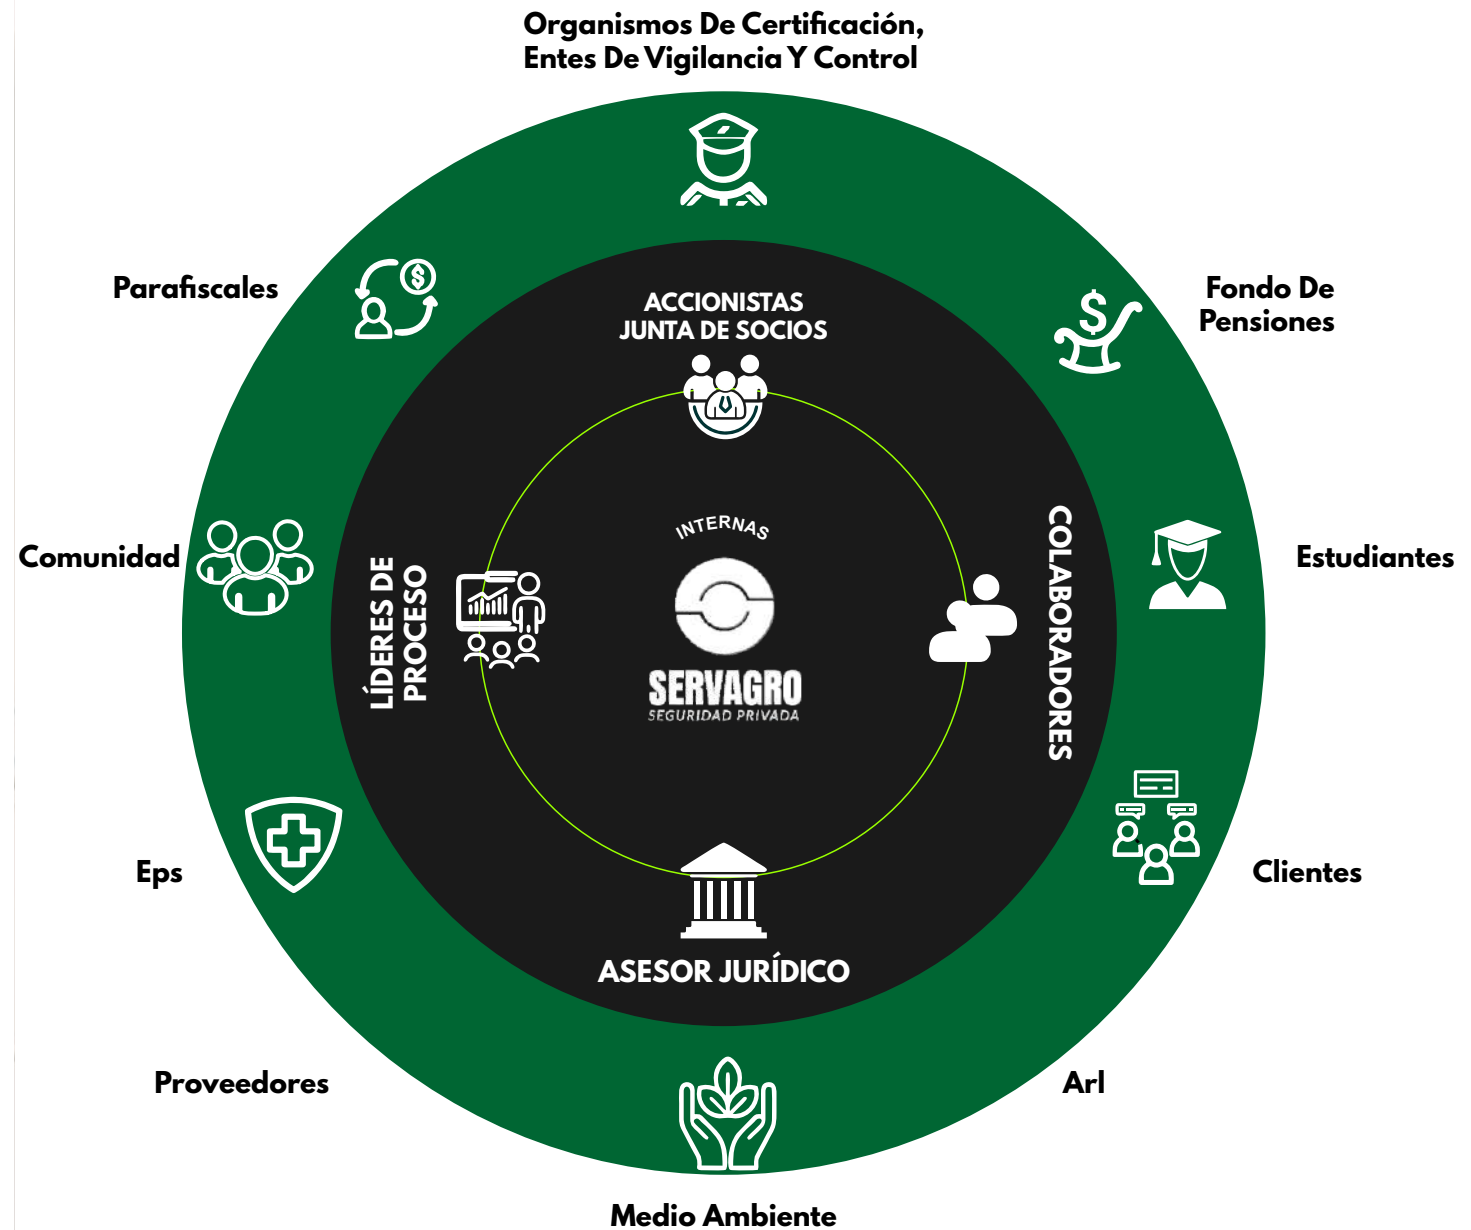 Organismos De Certificación,
Entes De Vigilancia Y Control
Parafiscales
Fondo De
Pensiones
ACCIONISTAS
JUNTA DE SOCIOS
Comunidad
Estudiantes
LÍDERES DE
PROCESO
INTERNAS
SERVAGRO
SEGURIDAD PRIVADA
COLABORADORES
Eps
Clientes
ASESOR JURÍDICO
Proveedores
Arl
Medio Ambiente